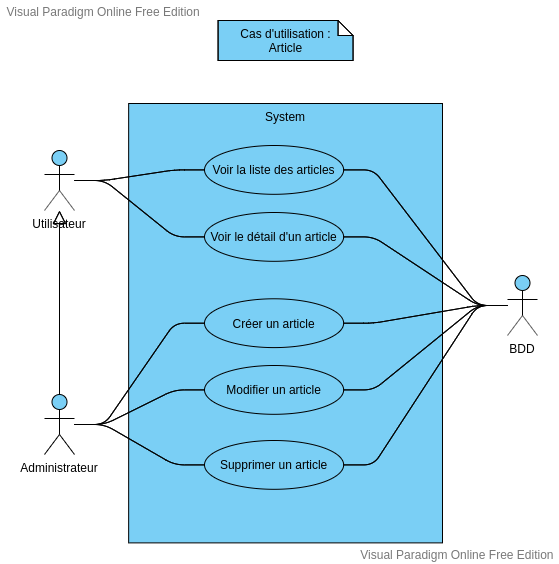 Visual Paradigm Online Free Edition
Cas d'utilisation :
Article
System
Voir la liste des articles
Utilisateur
Voir le détail d'un article
Créer un article
BDD
Modifier un article
Administrateur
Supprimer un article
Visual Paradigm Online Free Edition